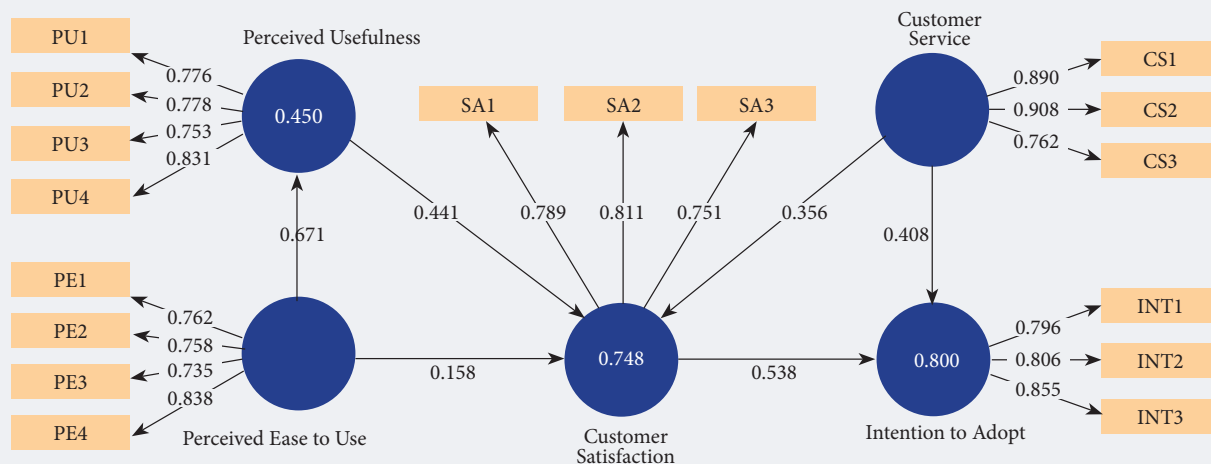 PU1
PU2
PU3
PU4
0.776
0.778
0.753
0.831
Perceived Usefulness
0.450
SA1
SA2
SA3
Customer
Service
0.890
0.908
0.762
CS1
CS2
CS3
0.671
0.441
0.789
0.811
0.751
0.356
0.408
PE1
PE2
PE3
PE4
0.762
0.758
0.735
0.838
Perceived Ease to Use
0.158
0.748
Customer
Satisfaction
0.538
0.800
Intention to Adopt
0.796
0.806
0.855
INT1
INT2
INT3